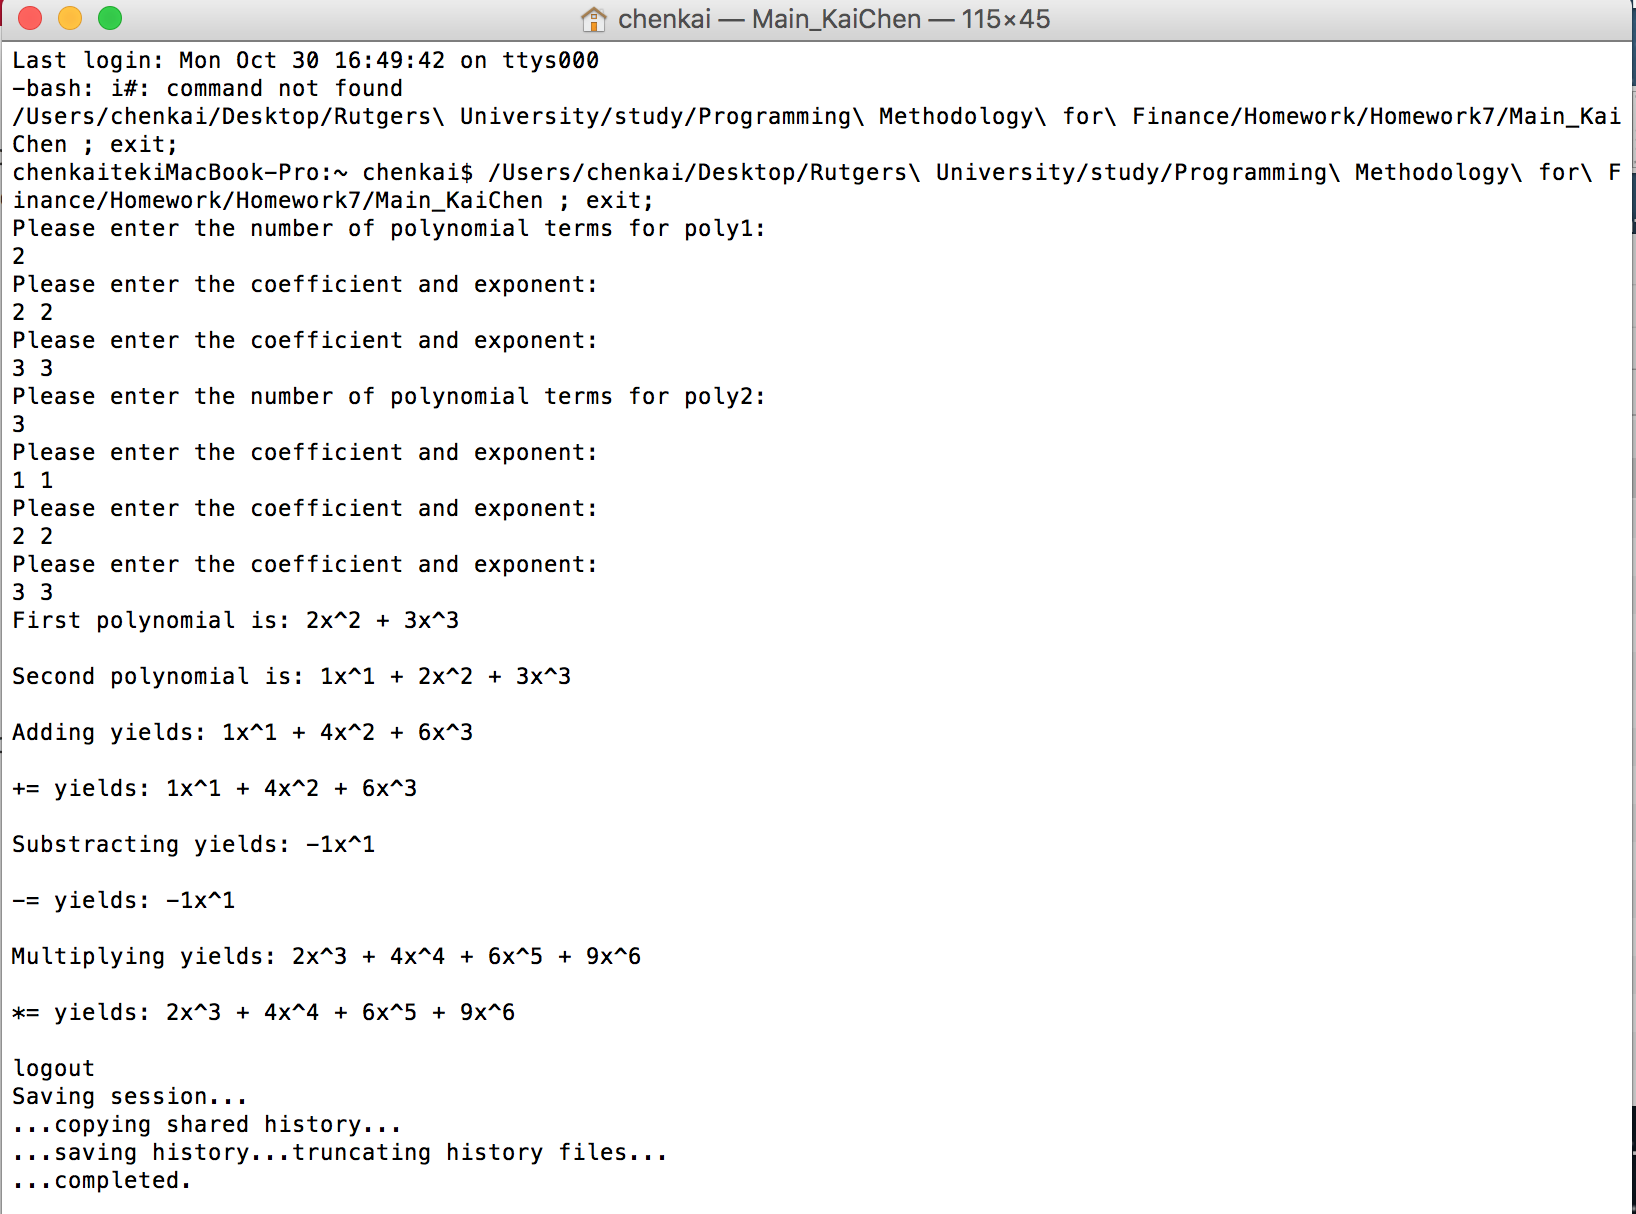 chenkai — Main_KaiChen — 115×45
Last login: Mon Oct 30 16:49:42 on ttys000
-bash: i#: command not found
/Users/chenkai/Desktop/Rutgers\ University/study/Programming\ Methodology\ for\ Finance/Homework/Homework7/Main_Kai
Chen ; exit;
chenkaitekiMacBook-Pro:~ chenkai$ /Users/chenkai/Desktop/Rutgers\ University/study/Programming\ Methodology\ for\ F
inance/Homework/Homework7/Main_KaiChen ; exit;
Please enter the number of polynomial terms for poly1:
2
Please enter the coefficient and exponent:
2 2
Please enter the coefficient and exponent:
3 3
Please enter the number of polynomial terms for poly2:
3
Please enter the coefficient and exponent:
1 1
Please enter the coefficient and exponent:
2 2
Please enter the coefficient and exponent:
3 3
First polynomial is: 2x^2 + 3x^3
Second polynomial is: 1x^1 + 2x^2 + 3x^3
Adding yields: 1x^1 + 4x^2 + 6x^3
+= yields: 1x^1 + 4x^2 + 6x^3
Substracting yields: -1x^1
-= yields: -1x^1
Multiplying yields: 2x^3 + 4x^4 + 6x^5 + 9x^6
*= yields: 2x^3 + 4x^4 + 6x^5 + 9x^6
logout
Saving session...
...copying shared history...
...saving history...truncating history files...
...completed.